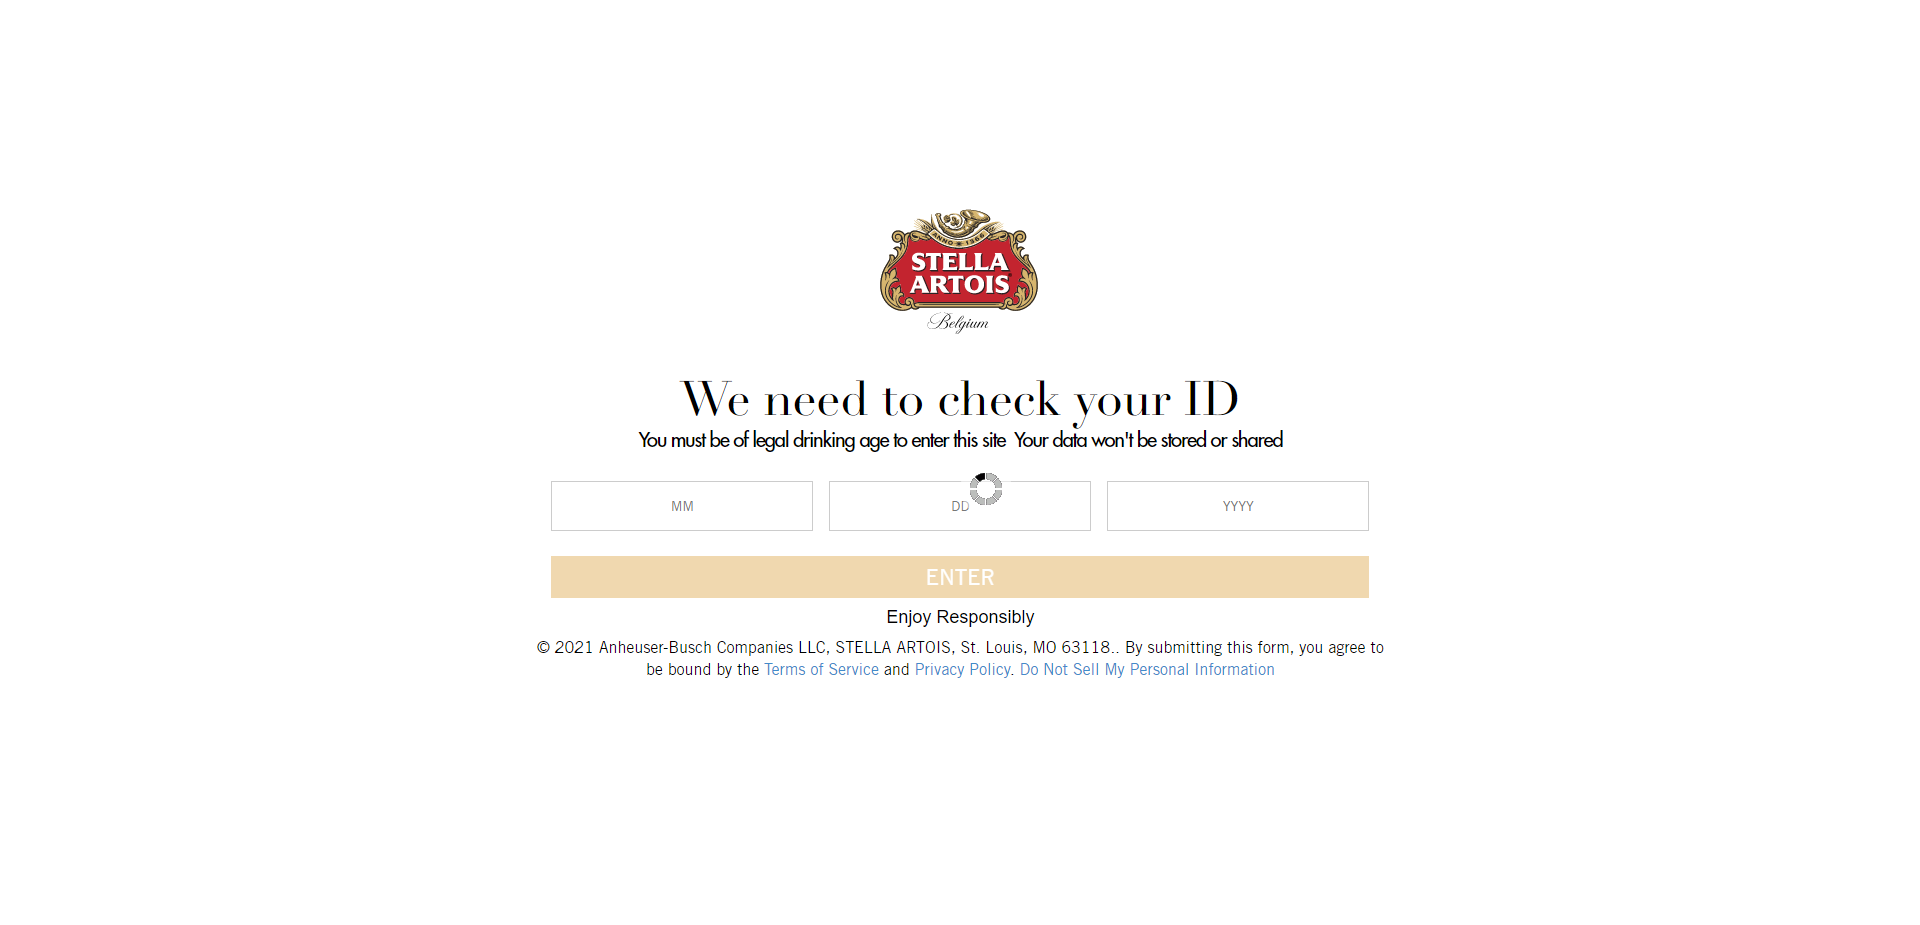 ANNO 1366
STELLA
ARTOIS
Belgium
We need to check your ID
You must be of legal drinking age to enter this site  Your data won't be stored or shared
MM
DD
YYYY
ENTER
Enjoy Responsibly
© 2021 Anheuser-Busch Companies LLC, STELLA ARTOIS, St. Louis, MO 63118.. By submitting this form, you agree to
be bound by the Terms of Service and Privacy Policy. Do Not Sell My Personal Information